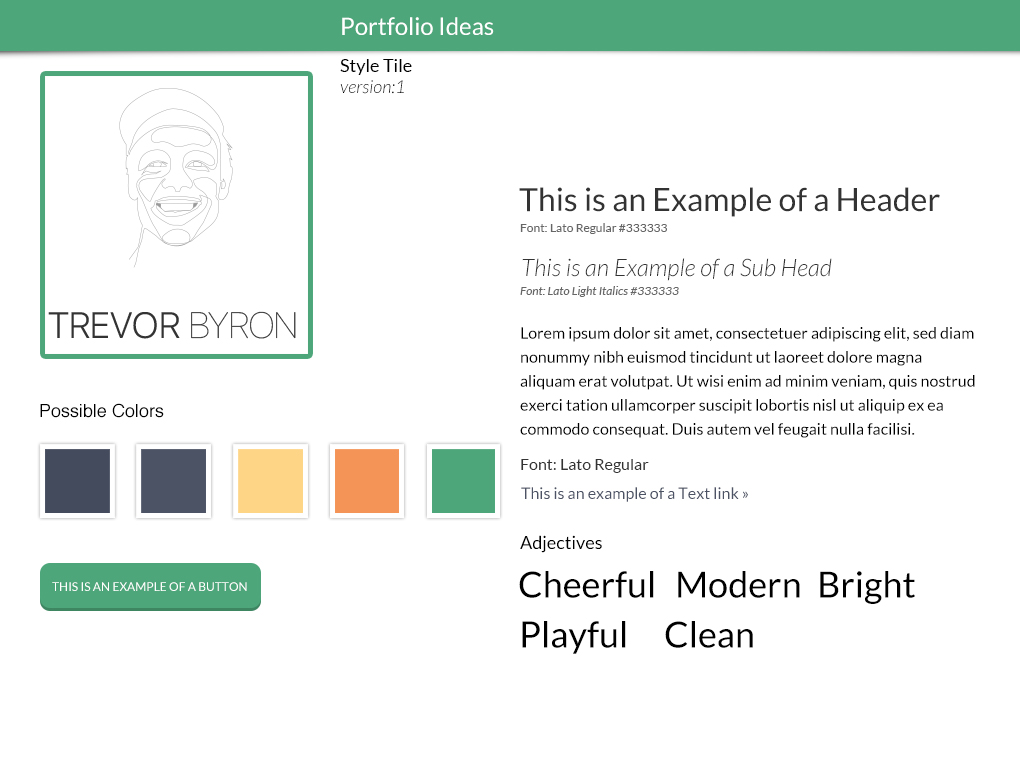 Portfolio Ideas
Style Tile
version:1
TREVOR BYRON
Possible Colors
THIS IS AN EXAMPLE OF A BUTTON
This is an Example of a Header
Font: Lato Regular #333333
This is an Example of a Sub Head
Font: Lato Light Italics #333333
Lorem ipsum dolor sit amet, consectetuer adipiscing elit, sed diam
nonummy nibh euismod tincidunt ut laoreet dolore magna
aliquam erat volutpat. Ut wisi enim ad minim veniam, quis nostrud
exerci tation ullamcorper suscipit lobortis nisl ut aliquip ex ea
commodo consequat. Duis autem vel feugait nulla facilisi.
Font: Lato Regular
This is an example of a Text link »
Adjectives
Cheerful Modern Bright
Playful Clean